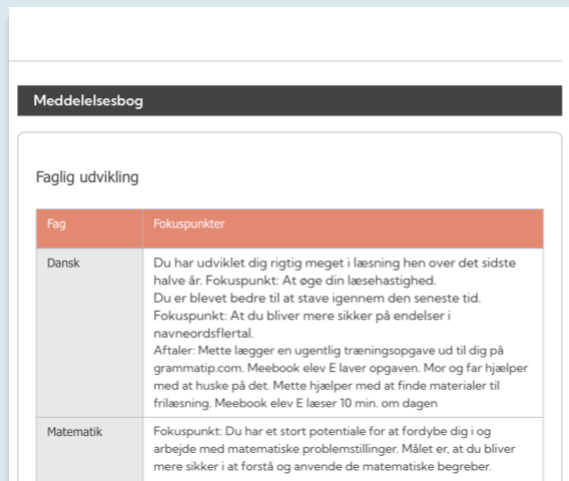 Meddelelsesbog
Faglig udvikling
Fag
Fokuspunkter
Dansk
Du har udviklet dig rigtig meget i læsning hen over det sidste
halve år. Fokuspunkt: At øge din læsehastighed.
Du er blevet bedre til at stave igennem den seneste tid.
Fokuspunkt: At du bliver mere sikker på endelser i
navneordsflertal.
Aftaler: Mette lægger en ugentlig træningsopgave ud til dig på
grammatip.com. Meebook elev E laver opgaven. Mor og far hjælper
med at huske på det. Mette hjælper med at finde materialer til
frilæsning. Meebook elev E læser 10 min. om dagen
Matematik
Fokuspunkt: Du har et stort potentiale for at fordybe dig i og
arbejde med matematiske problemstillinger. Målet er, at du bliver
mere sikker i at forstå og anvende de matematiske begreber.